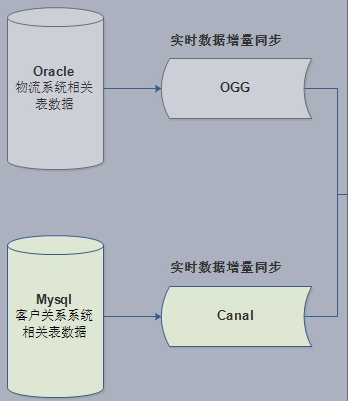 实时数据增量同步
Oracle
物流系统相关
表数据
OGG
实时数据增量同步
Mysql
客户关系系统
相关表数据
Canal